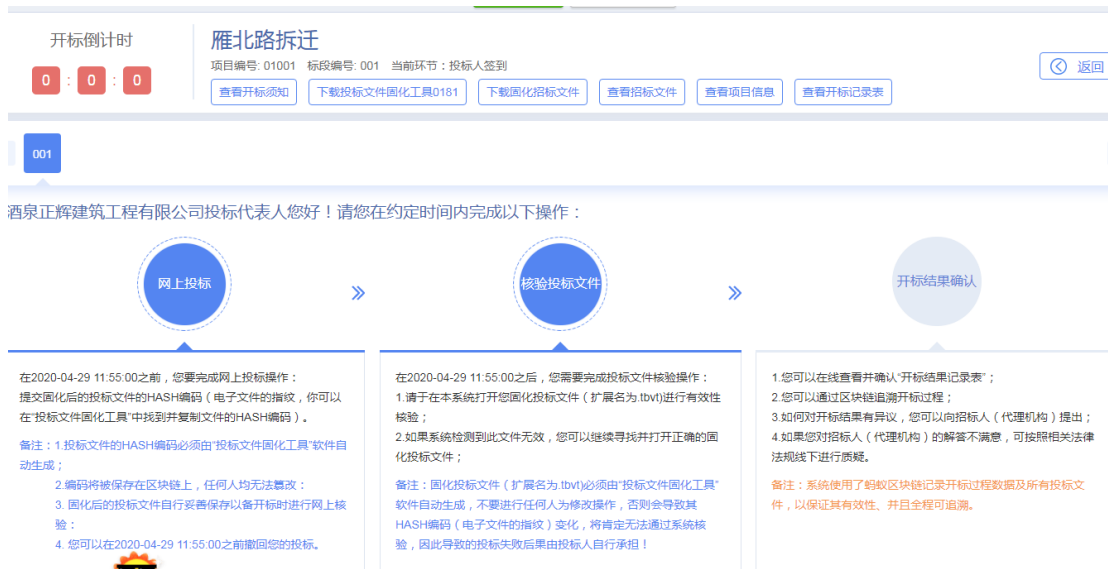 开标倒计时
雁北路拆迁
项目编号: 01001 标段编号: 001 当前环节：投标人签到
0 : 0 : 0
查看开标须知 下载投标文件固化工具0181 下载固化招标文件 查看招标文件 查看项目信息 查看开标记录表
返回
001
酒泉正辉建筑工程有限公司投标代表人您好！请您在约定时间内完成以下操作：
网上投标
核验投标文件
开标结果确认
在2020-04-29 11:55:00之前，您要完成网上投标操作：
提交固化后的投标文件的HASH编码（电子文件的指纹，你可以
在“投标文件固化工具”中找到并复制文件的HASH编码）。
备注：1.投标文件的HASH编码必须由“投标文件固化工具”软件自
动生成；
2.编码将被保存在区块链上，任何人均无法篡改：
3. 固化后的投标文件自行妥善保存以备开标时进行网上核
验：
4. 您可以在2020-04-29 11:55:00之前撤回您的投标。
在2020-04-29 11:55:00之后，您需要完成投标文件核验操作：
1.请于在本系统打开您固化投标文件（扩展名为.tbvt)进行有效性
核验；
2.如果系统检测到此文件无效，您可以继续寻找并打开正确的固
化投标文件；
备注：固化投标文件（扩展名为.tbvt)必须由“投标文件固化工具”
软件自动生成，不要进行任何人为修改操作，否则会导致其
HASH编码（电子文件的指纹）变化，将肯定无法通过系统核
验，因此导致的投标失败后果由投标人自行承担！
1.您可以在线查看并确认“开标结果记录表”；
2.您可以通过区块链追溯开标过程；
3.如何对开标结果有异议，您可以向招标人（代理机构）提出；
4.如果您对招标人（代理机构）的解答不满意，可按照相关法律
法规线下进行质疑。
备注：系统使用了蚂蚁区块链记录开标过程数据及所有投标文
件，以保证其有效性、并且全程可追溯。